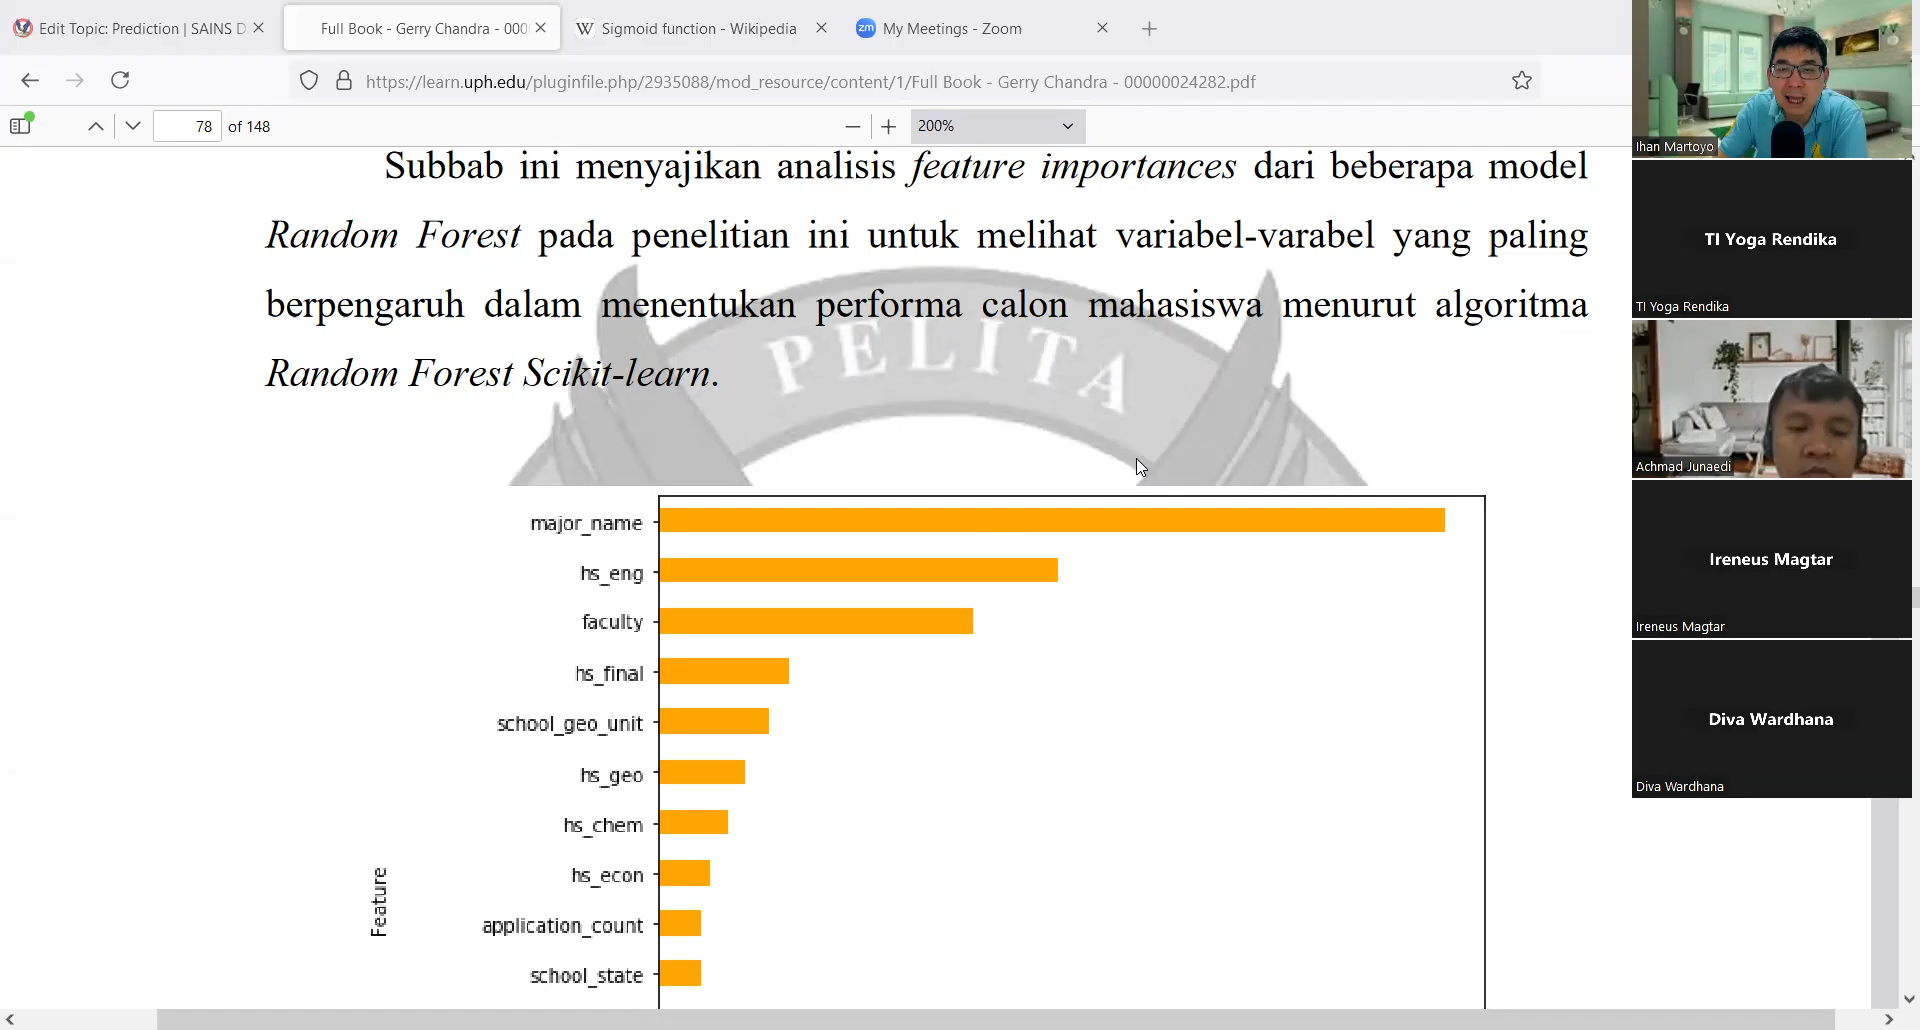 Edit Topic: Prediction | SAINS D
Full Book - Gerry Chandra - 000
Sigmoid function - Wikipedia
zm My Meetings - Zoom
https://learn.uph.edu/pluginfile.php/2935088/mod_resource/content/1/Full Book - Gerry Chandra - 00000024282.pdf
78 of 148
200%
Subbab ini menyajikan analisis feature importances dari beberapa model
Random Forest pada penelitian ini untuk melihat variabel-varabel yang paling
berpengaruh dalam menentukan performa calon mahasiswa menurut algoritma
Random Forest Scikit-learn.
PELITA
major_name
hs_eng
faculty
hs_final
school_geo_unit
hs_geo
hs_chem
hs_econ
application_count
school_state
Feature
Ihan Martoyo
TI Yoga Rendika
TI Yoga Rendika
Achmad Junaedi
Ireneus Magtar
Ireneus Magtar
Diva Wardhana
Diva Wardhana